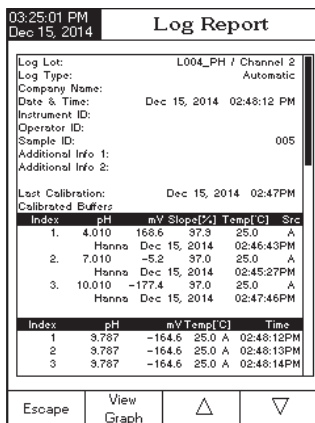 03:25:01 PM
Dec 15, 2014
Log Report
Log Lot: L004_PH / Channel 2
Log Type: Automatic
Company Name:
Date & Time: Dec 15, 2014 02:48:12 PM
Instrument ID:
Operator ID:
Sample ID: 005
Additional Info 1:
Additional Info 2:
Last Calibration: Dec 15, 2014 02:47PM
Calibrated Buffers
Index pH mV Slope[%] Temp[°C] Src
1. 4.010 168.6 97.9 25.0 A
Hanna Dec 15, 2014 02:46:43PM
2. 7.010 -5.2 97.0 25.0 A
Hanna Dec 15, 2014 02:45:27PM
3. 10.010 -177.4 97.0 25.0 A
Hanna Dec 15, 2014 02:47:46PM
Index pH mV Temp[°C] Time
1 9.787 -164.6 25.0 A 02:48:12PM
2 9.787 -164.6 25.0 A 02:48:13PM
3 9.787 -164.6 25.0 A 02:48:14PM
Escape
View
Graph